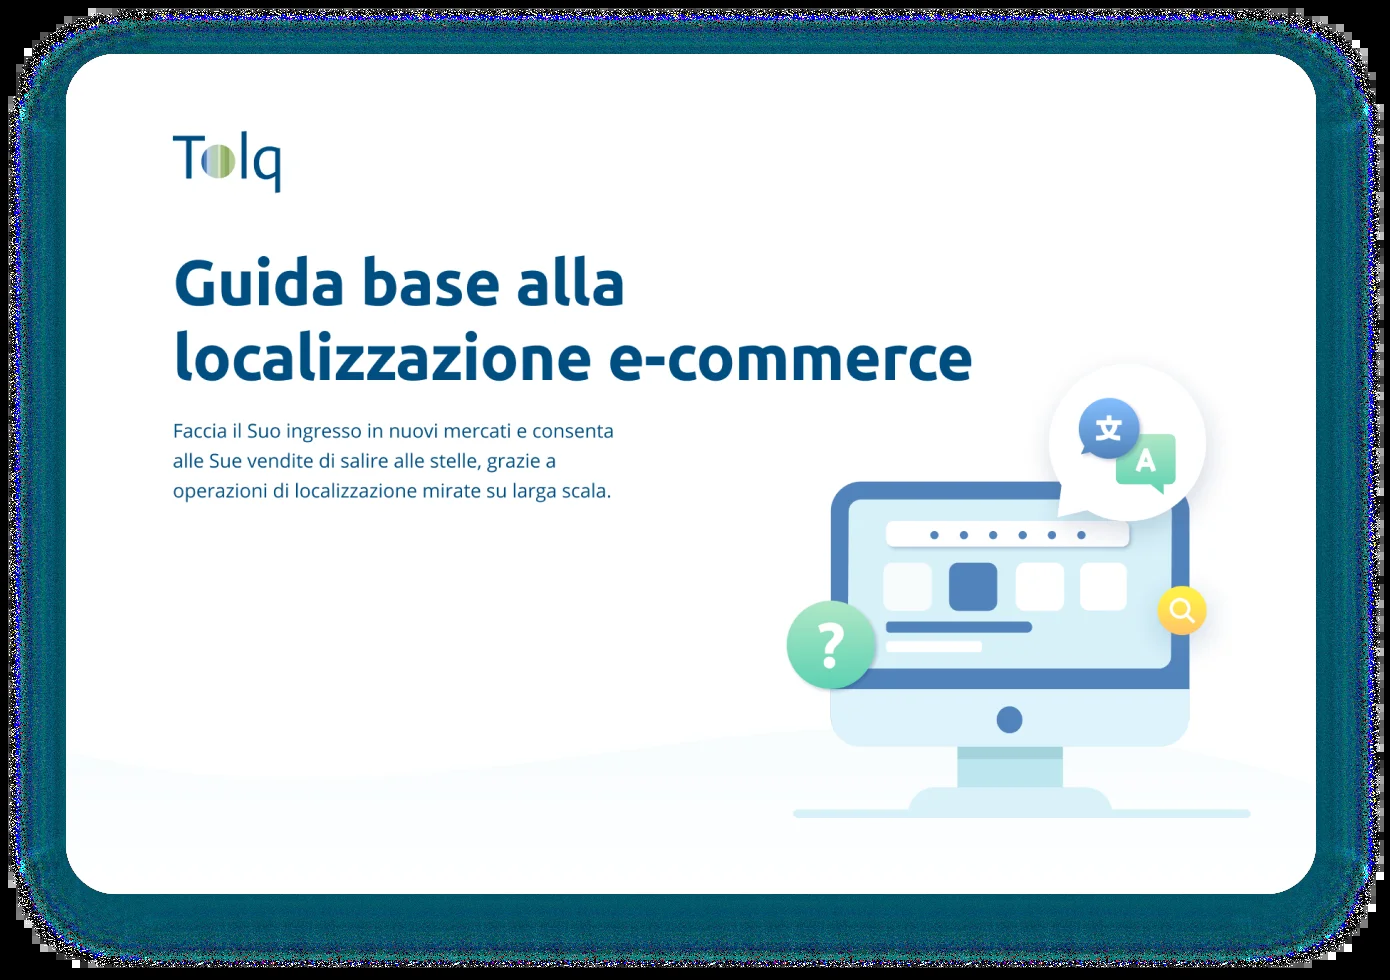 Tolq
Guida base alla
localizzazione e-commerce
Faccia il Suo ingresso in nuovi mercati e consenta
alle Sue vendite di salire alle stelle, grazie a
operazioni di localizzazione mirate su larga scala.
文
A
?